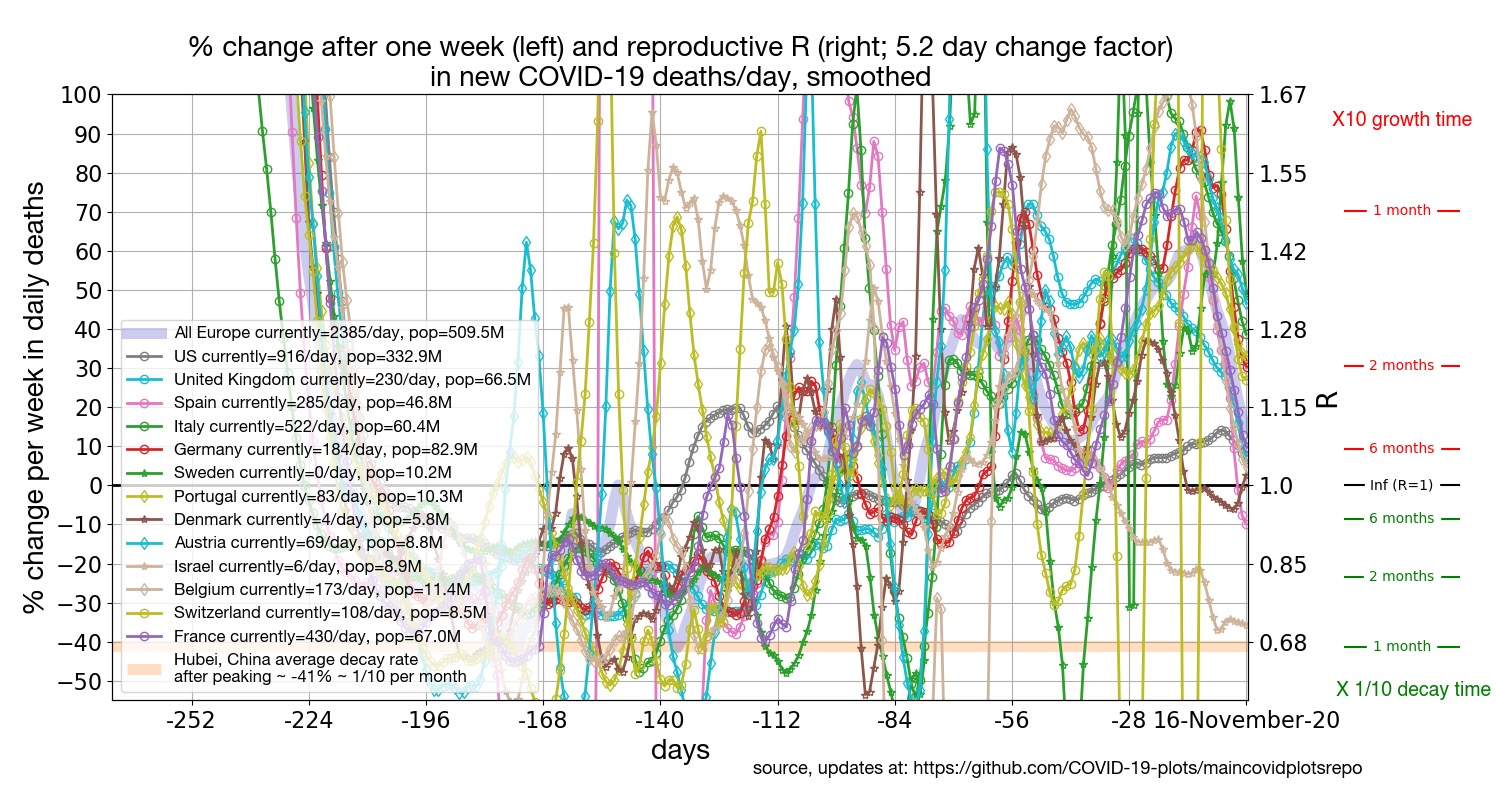 % change after one week (left) and reproductive R (right; 5.2 day change factor)
in new COVID-19 deaths/day, smoothed
% change per week in daily deaths
100
90
80
70
60
50
40
30
20
10
0
−10
−20
−30
−40
−50
All Europe currently=2385/day, pop=509.5M
US currently=916/day, pop=332.9M
United Kingdom currently=230/day, pop=66.5M
Spain currently=285/day, pop=46.8M
Italy currently=522/day, pop=60.4M
Germany currently=184/day, pop=82.9M
Sweden currently=0/day, pop=10.2M
Portugal currently=83/day, pop=10.3M
Denmark currently=4/day, pop=5.8M
Austria currently=69/day, pop=8.8M
Israel currently=6/day, pop=8.9M
Belgium currently=173/day, pop=11.4M
Switzerland currently=108/day, pop=8.5M
France currently=430/day, pop=67.0M
Hubei, China average decay rate
after peaking ~ -41% ~ 1/10 per month
1.67
1.55
1.42
1.28
1.15
1.0
0.85
0.68
R
X10 growth time
1 month
2 months
6 months
Inf (R=1)
6 months
2 months
1 month
X 1/10 decay time
-252
-224
-196
-168
-140
-112
-84
-56
-28
16-November-20
days
source, updates at: https://github.com/COVID-19-plots/maincovidplotsrepo